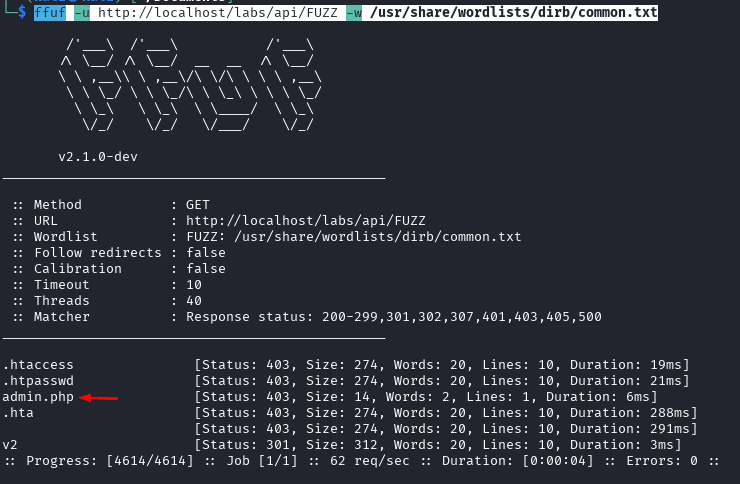 └─$ ffuf -u http://localhost/labs/api/FUZZ -w /usr/share/wordlists/dirb/common.txt
v2.1.0-dev
:: Method : GET
:: URL : http://localhost/labs/api/FUZZ
:: Wordlist : FUZZ: /usr/share/wordlists/dirb/common.txt
:: Follow redirects : false
:: Calibration : false
:: Timeout : 10
:: Threads : 40
:: Matcher : Response status: 200-299,301,302,307,401,403,405,500
.htaccess [Status: 403, Size: 274, Words: 20, Lines: 10, Duration: 19ms]
.htpasswd [Status: 403, Size: 274, Words: 20, Lines: 10, Duration: 21ms]
admin.php [Status: 403, Size: 14, Words: 2, Lines: 1, Duration: 6ms]
.hta [Status: 403, Size: 274, Words: 20, Lines: 10, Duration: 288ms]
[Status: 403, Size: 274, Words: 20, Lines: 10, Duration: 291ms]
v2 [Status: 301, Size: 312, Words: 20, Lines: 10, Duration: 3ms]
:: Progress: [4614/4614] :: Job [1/1] :: 62 req/sec :: Duration: [0:00:04] :: Errors: 0 ::